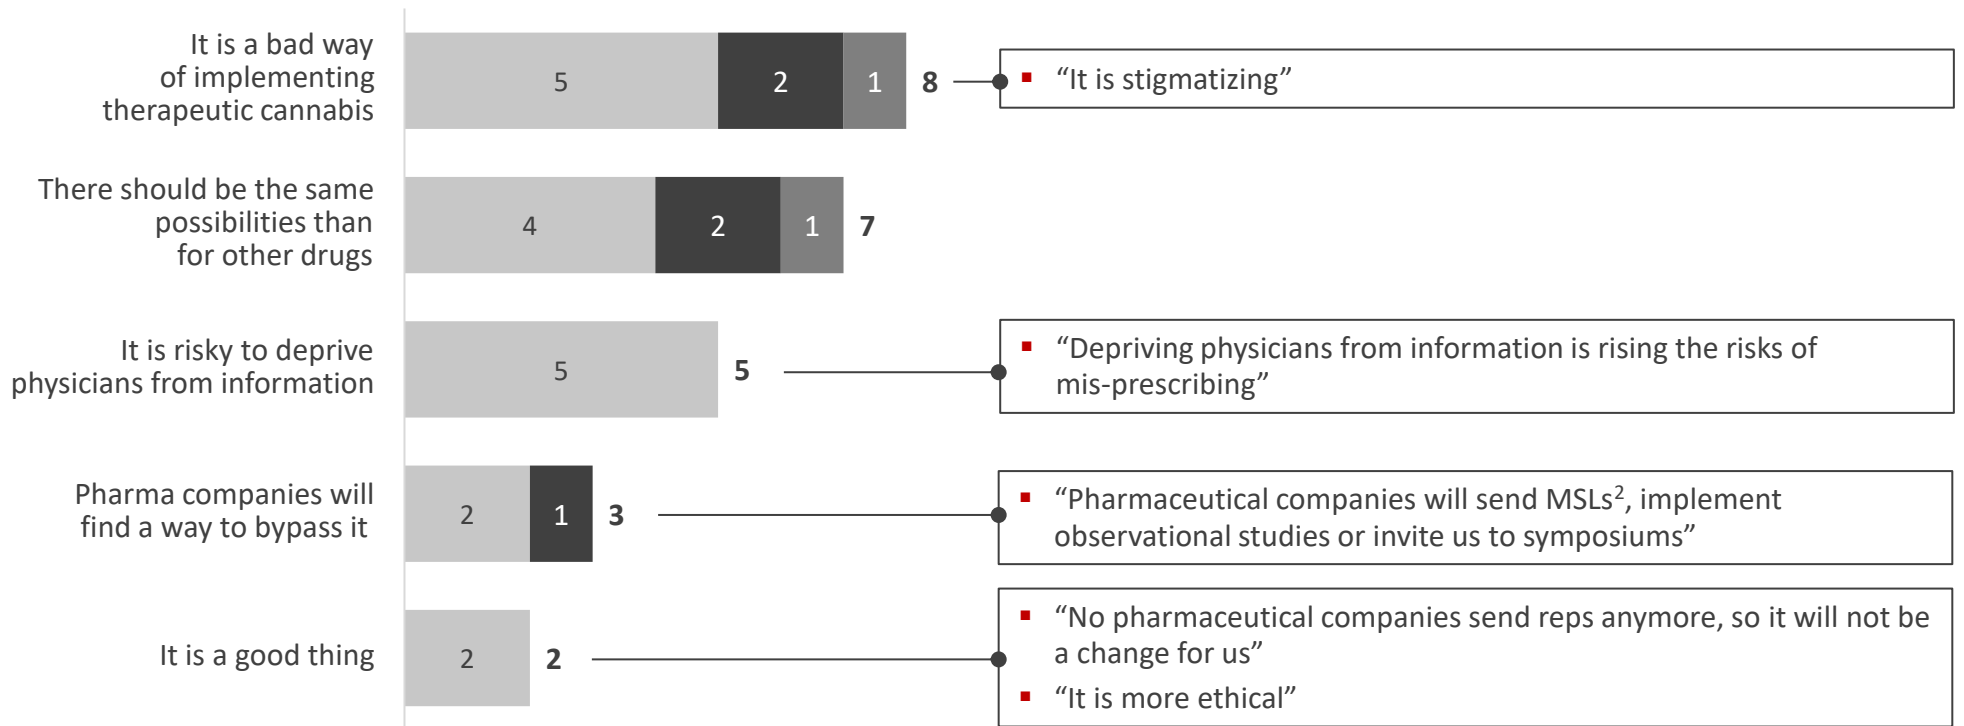 It is a bad way
of implementing
therapeutic cannabis
5 2 1 8
▪ “It is stigmatizing”
There should be the same
possibilities than
for other drugs
4 2 1 7
It is risky to deprive
physicians from information
5 5
▪ “Depriving physicians from information is rising the risks of
mis-prescribing”
Pharma companies will
find a way to bypass it
2 1 3
▪ “Pharmaceutical companies will send MSLs², implement
observational studies or invite us to symposiums”
It is a good thing
2 2
▪ “No pharmaceutical companies send reps anymore, so it will not be
a change for us”
▪ “It is more ethical”